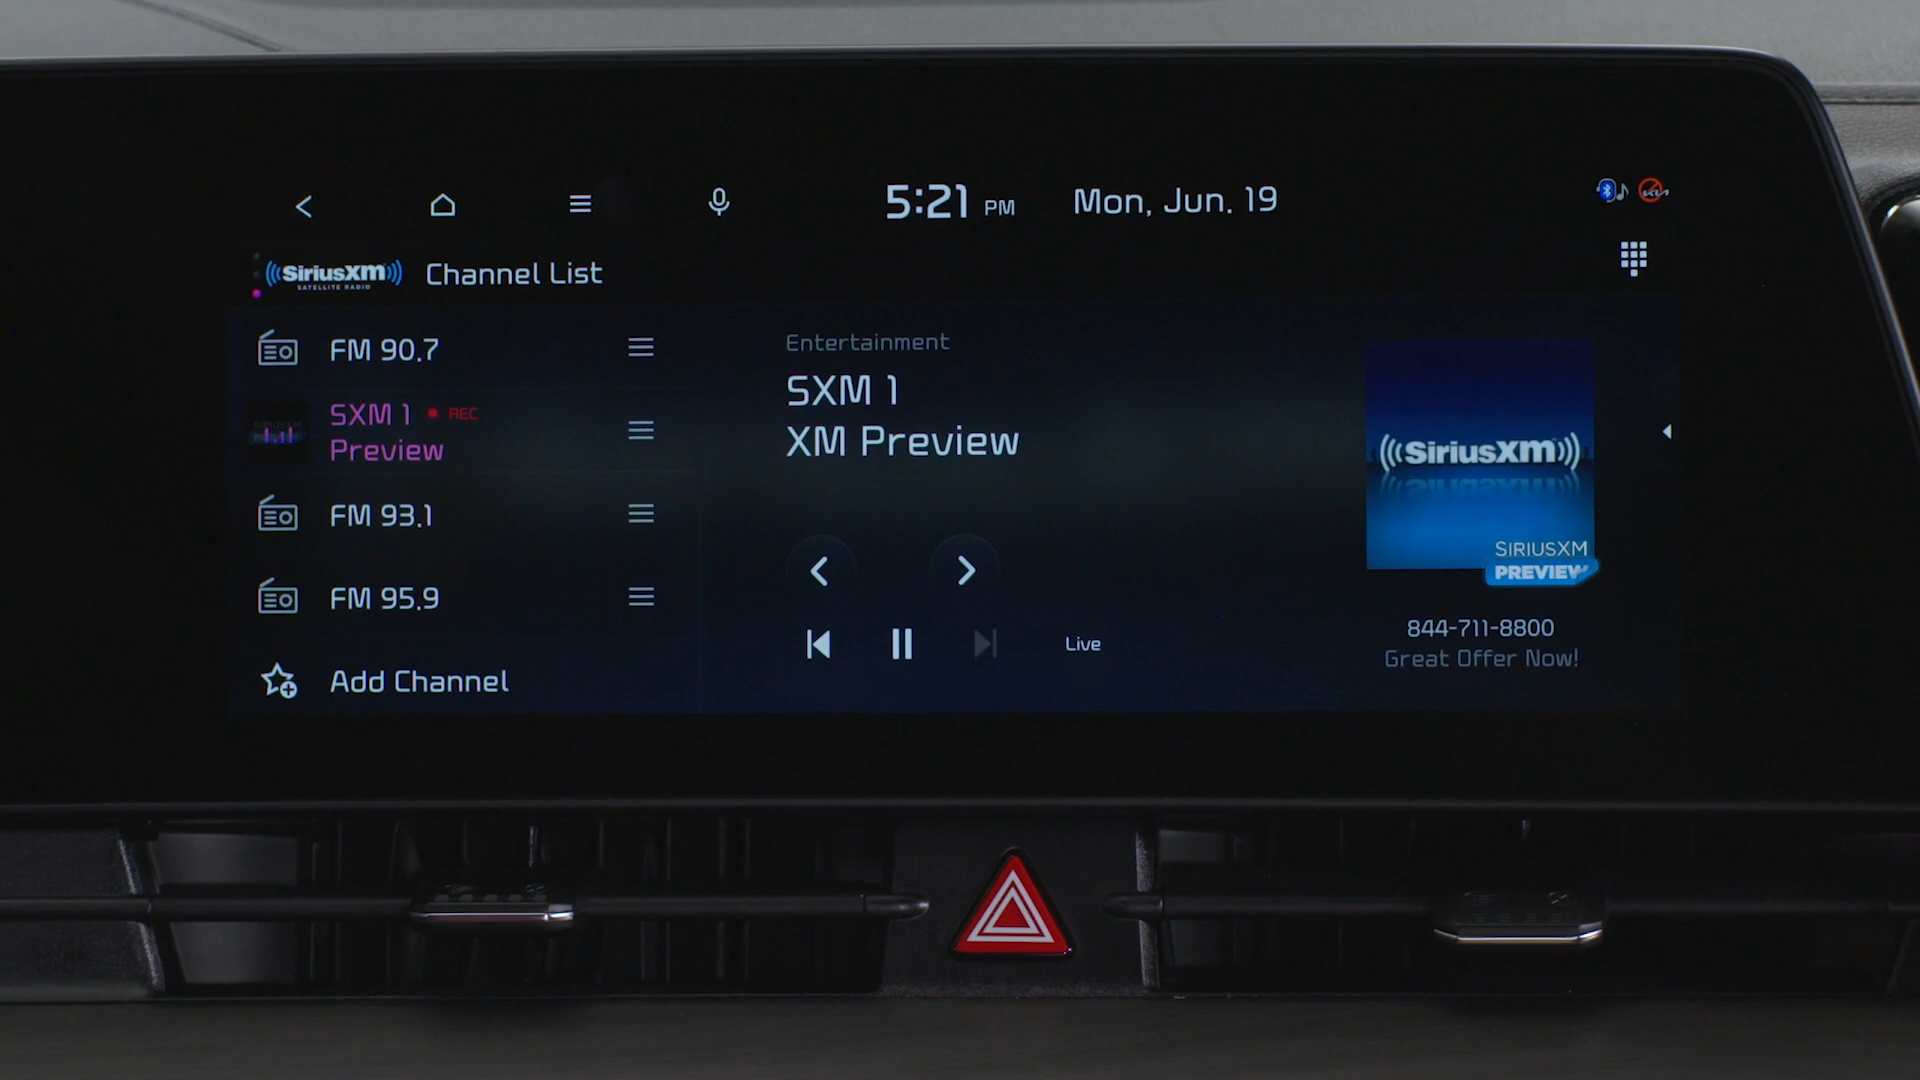 5:21 PM Mon, Jun. 19
SiriusXM Channel List
SATELLITE RADIO
FM 90.7
SXM 1 REC
Preview
FM 93.1
FM 95.9
Add Channel
Entertainment
SXM 1
XM Preview
Live
SiriusXM
SIRIUSXM
PREVIEW
844-711-8800
Great Offer Now!